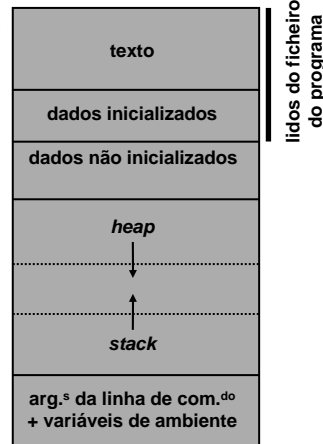 texto
dados inicializados
dados não inicializados
heap
stack
arg.s da linha de com.do
+ variáveis de ambiente
lidos do ficheiro
do programa